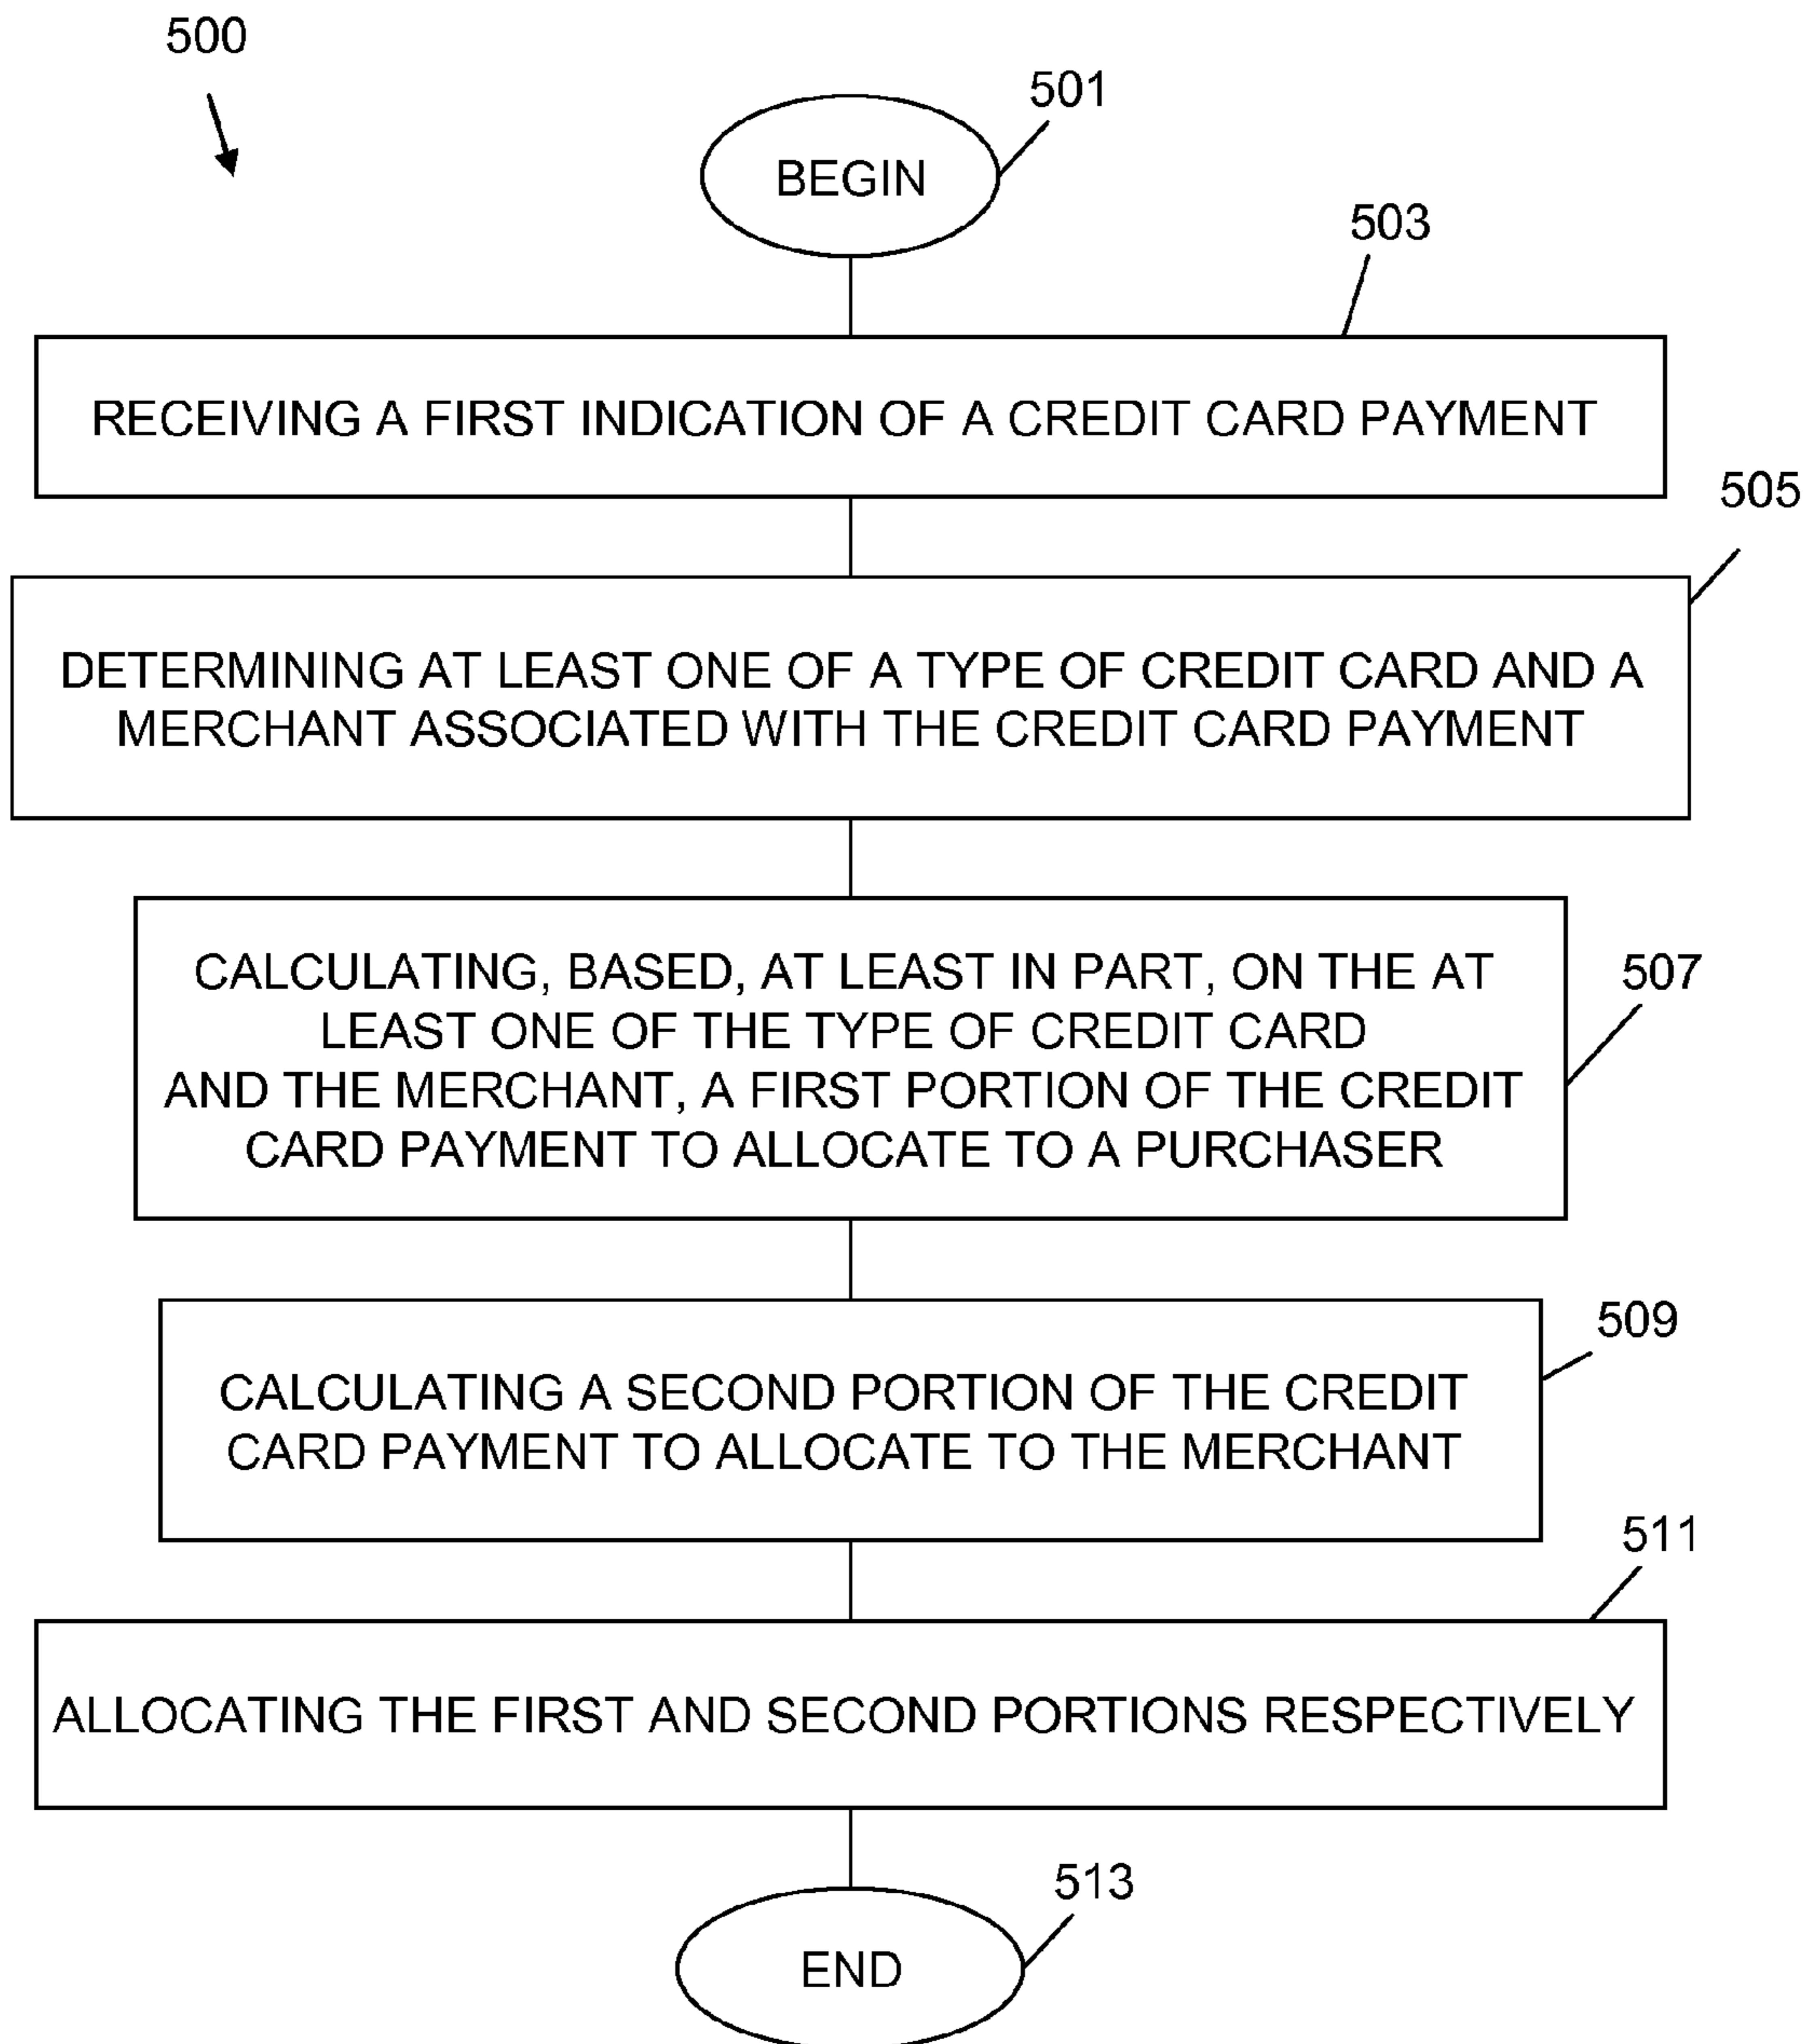 500
501
BEGIN
503
RECEIVING A FIRST INDICATION OF A CREDIT CARD PAYMENT
505
DETERMINING AT LEAST ONE OF A TYPE OF CREDIT CARD AND A
MERCHANT ASSOCIATED WITH THE CREDIT CARD PAYMENT
507
CALCULATING, BASED, AT LEAST IN PART, ON THE AT
LEAST ONE OF THE TYPE OF CREDIT CARD
AND THE MERCHANT, A FIRST PORTION OF THE CREDIT
CARD PAYMENT TO ALLOCATE TO A PURCHASER
509
CALCULATING A SECOND PORTION OF THE CREDIT
CARD PAYMENT TO ALLOCATE TO THE MERCHANT
511
ALLOCATING THE FIRST AND SECOND PORTIONS RESPECTIVELY
513
END